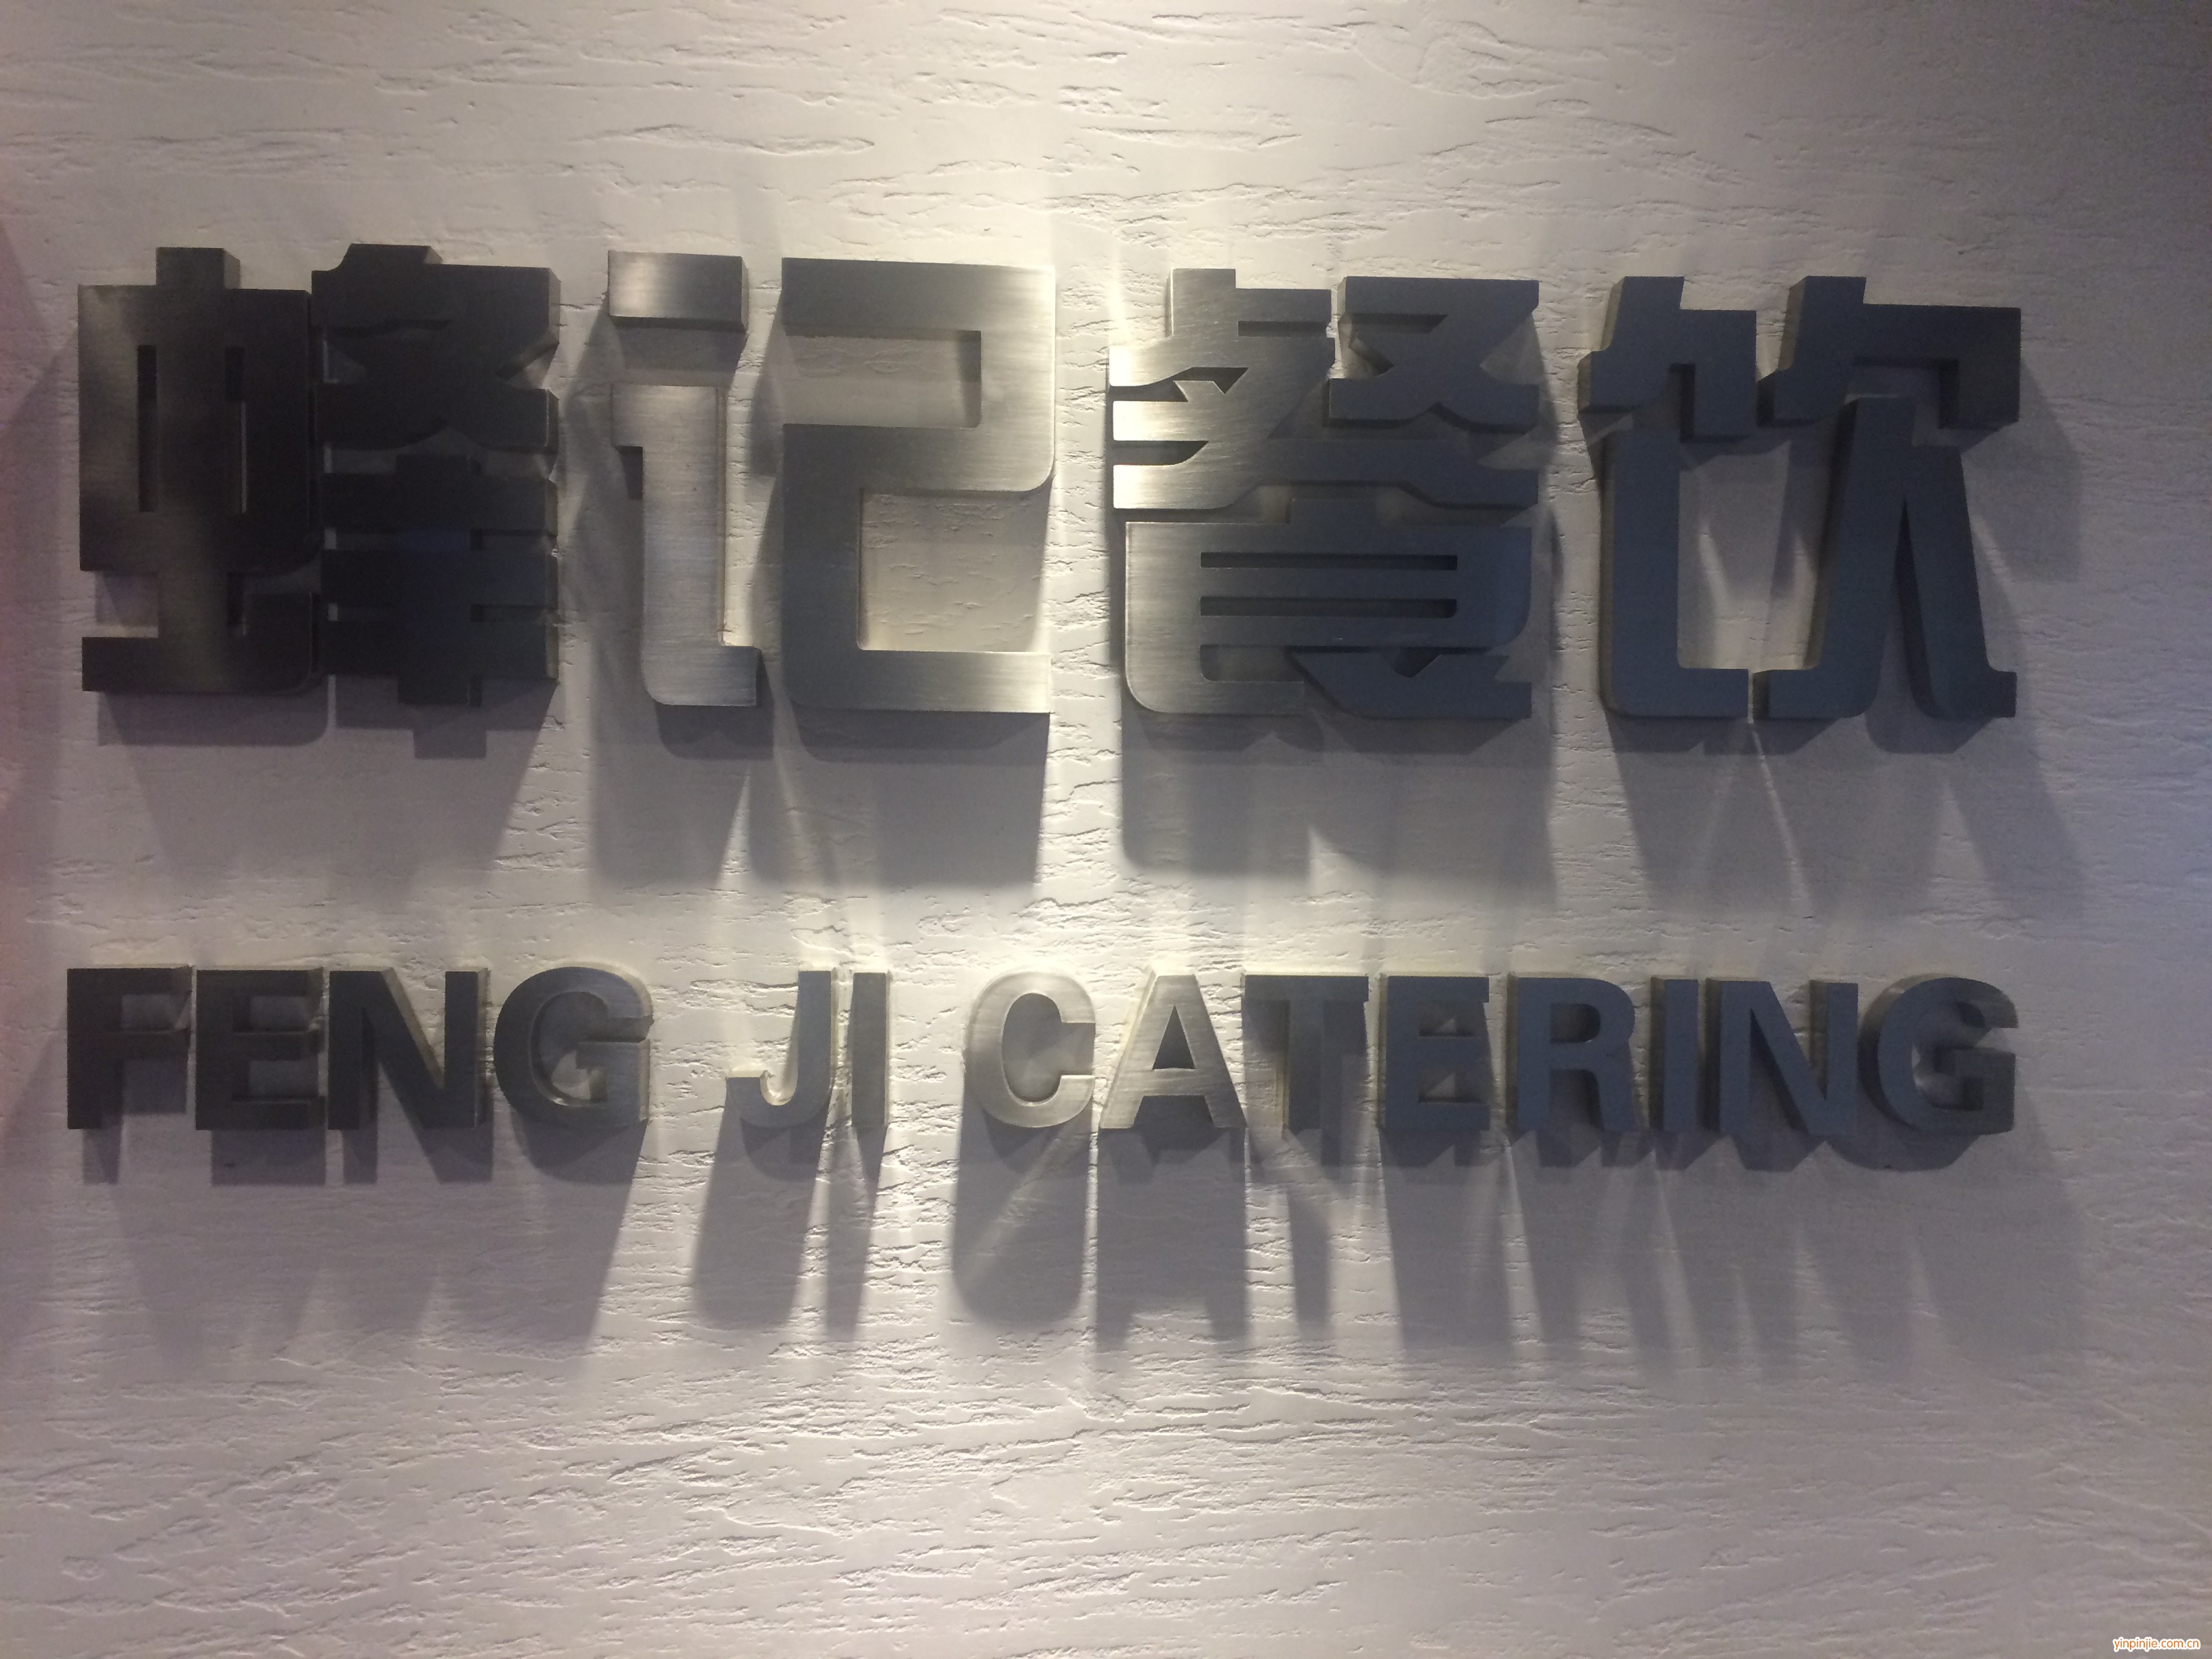 蜂记餐饮
FENG JI CATERING
yinpinjie.com.cn